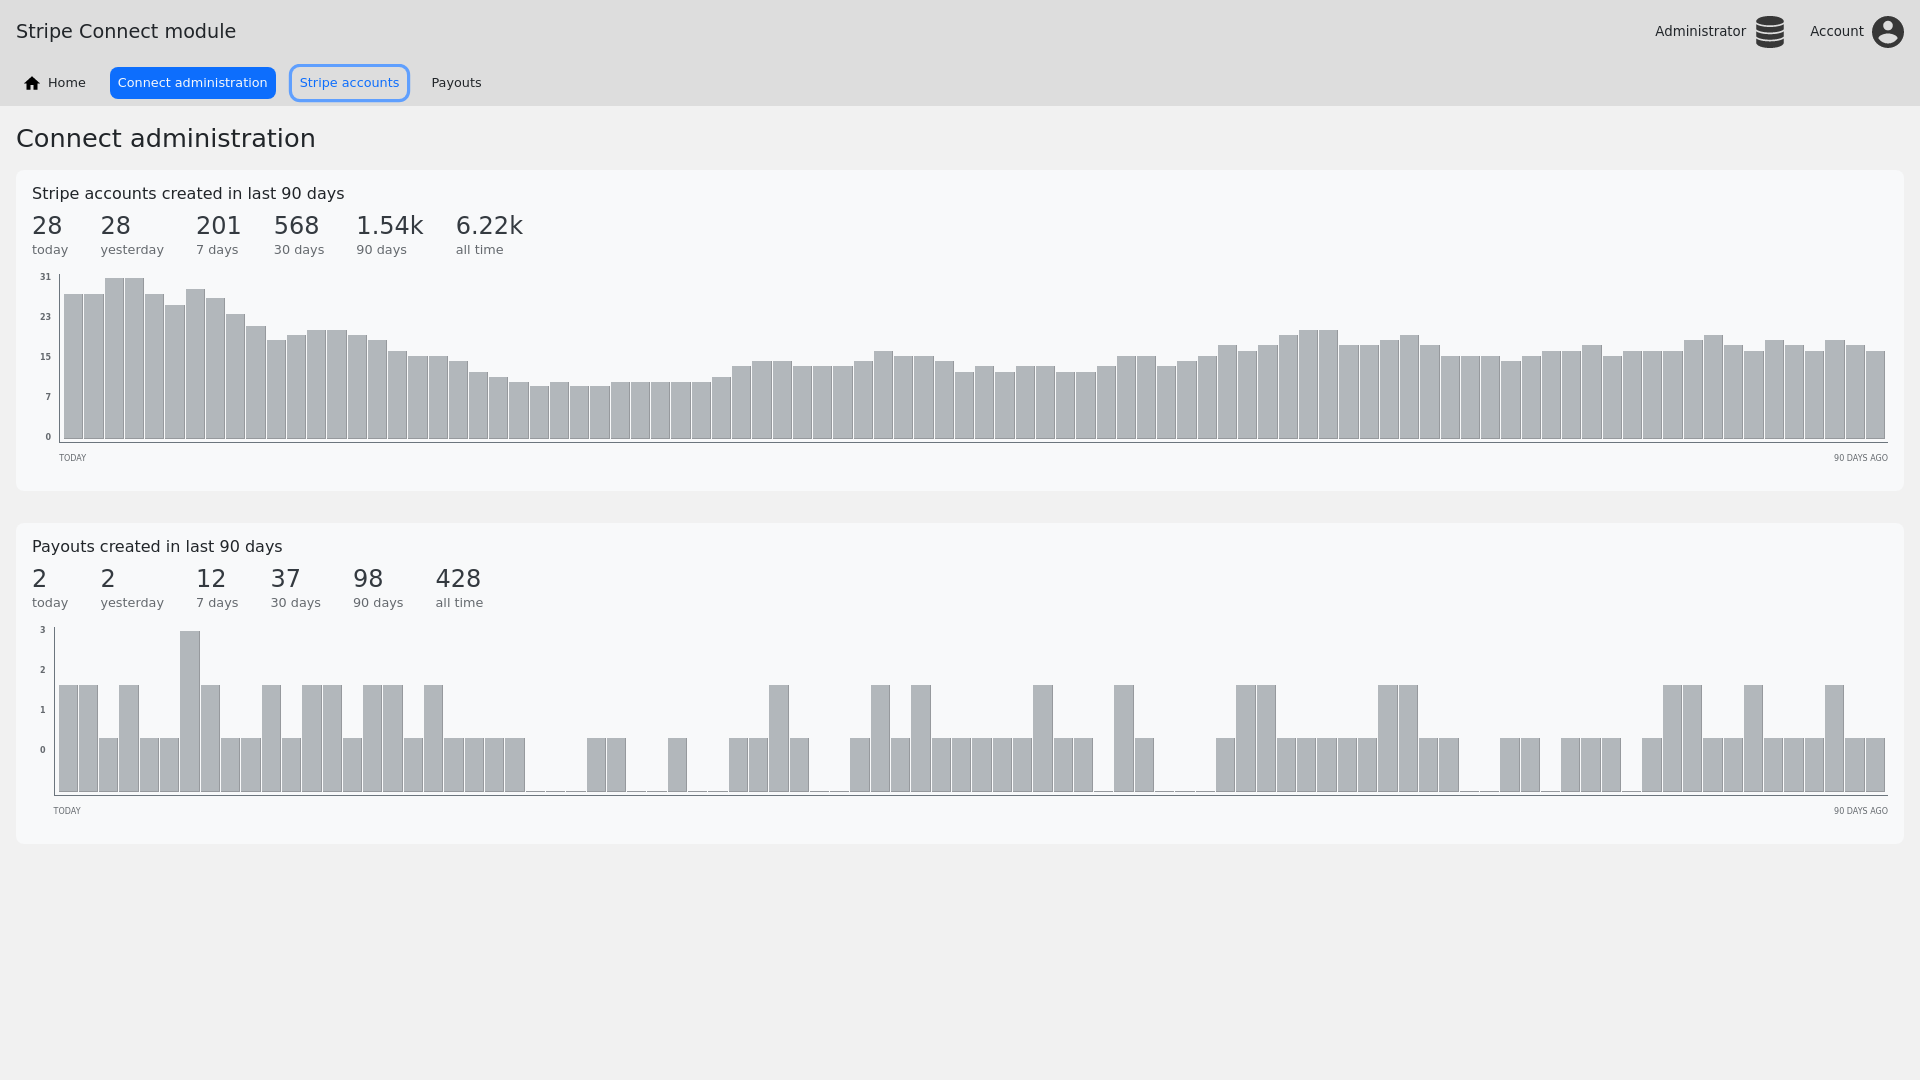 Stripe Connect module
Administrator
Account
Home
Connect administration
Stripe accounts
Payouts
Connect administration
Stripe accounts created in last 90 days
28 28 201 568 1.54k 6.22k
today yesterday 7 days 30 days 90 days all time
31
23
15
7
0
TODAY 90 DAYS AGO
Payouts created in last 90 days
2 2 12 37 98 428
today yesterday 7 days 30 days 90 days all time
3
2
1
0
TODAY 90 DAYS AGO